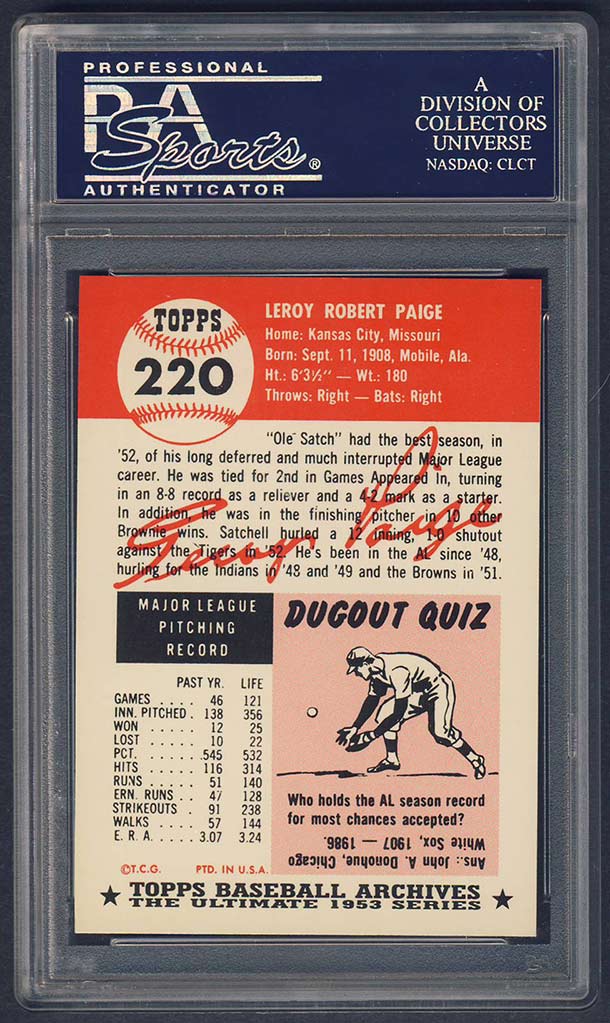 PROFESSIONAL
PSA
Sports®
AUTHENTICATOR
A
DIVISION OF
COLLECTORS
UNIVERSE
NASDAQ: CLCT
TOPPS
220
LEROY ROBERT PAIGE
Home: Kansas City, Missouri
Born: Sept. 11, 1908, Mobile, Ala.
Ht.: 6'3½" — Wt.: 180
Throws: Right — Bats: Right
"Ole Satch" had the best season, in
'52, of his long deferred and much interrupted Major League
career. He was tied for 2nd in Games Appeared In, turning
in an 8-8 record as a reliever and a 4-2 mark as a starter.
In addition, he was in the finishing pitcher in 10 other
Brownie wins. Satchell hurled a 12 inning, 1-0 shutout
against the Tigers in '52. He's been in the AL since '48,
hurling for the Indians in '48 and '49 and the Browns in '51.
Leroy Paige
MAJOR LEAGUE
PITCHING
RECORD
PAST YR. LIFE
GAMES . . . . 46 121
INN. PITCHED . 138 356
WON . . . . . 12 25
LOST . . . . . 10 22
PCT. . . . . . .545 532
HITS . . . . . 116 314
RUNS . . . . . 51 140
ERN. RUNS . . 47 128
STRIKEOUTS . . 91 238
WALKS . . . . 57 144
E. R. A. . . . . . 3.07 3.24
DUGOUT QUIZ
Who holds the AL season record
for most chances accepted?
Ans.: John A. Donohue, Chicago
White Sox, 1907 — 1986.
©T.C.G. PTD. IN U.S.A.
★ TOPPS BASEBALL ARCHIVES ★
THE ULTIMATE 1953 SERIES